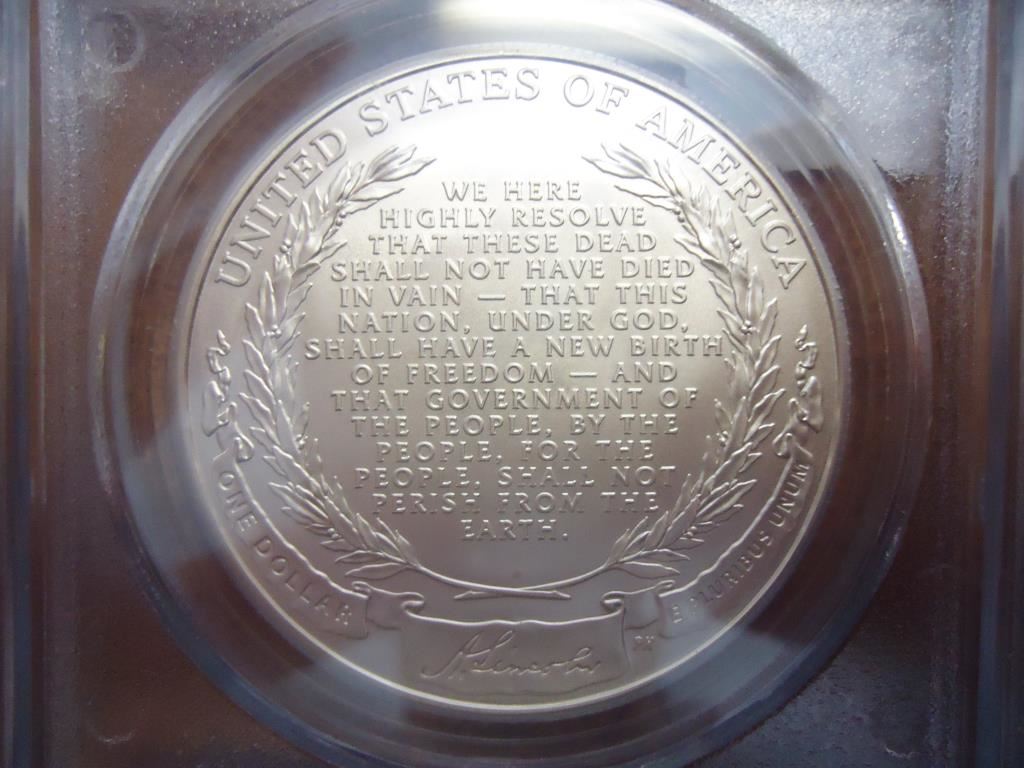 UNITED STATES OF AMERICA
WE HERE
HIGHLY RESOLVE
THAT THESE DEAD
SHALL NOT HAVE DIED
IN VAIN — THAT THIS
NATION, UNDER GOD,
SHALL HAVE A NEW BIRTH
OF FREEDOM — AND
THAT GOVERNMENT OF
THE PEOPLE, BY THE
PEOPLE, FOR THE
PEOPLE, SHALL NOT
PERISH FROM THE
EARTH.
ONE DOLLAR
E PLURIBUS UNUM
A. Lincoln